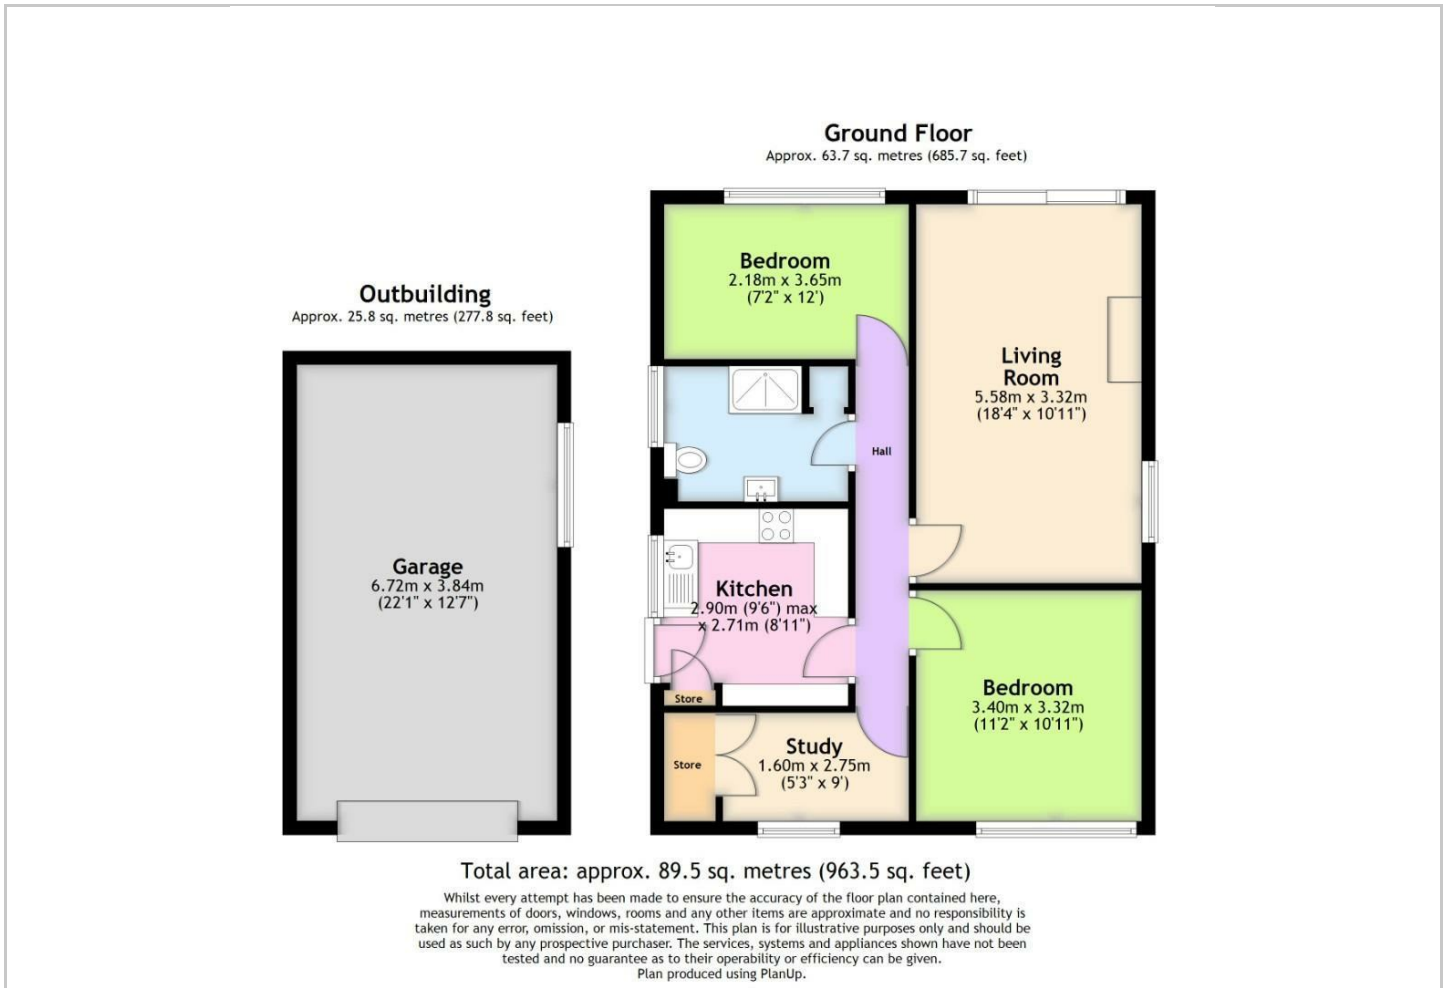 Ground Floor
Approx. 63.7 sq. metres (685.7 sq. feet)
Outbuilding
Approx. 25.8 sq. metres (277.8 sq. feet)
Bedroom
2.18m x 3.65m
(7'2" x 12')
Living
Room
5.58m x 3.32m
(18'4" x 10'11")
Hall
Garage
6.72m x 3.84m
(22'1" x 12'7")
Kitchen
2.90m (9'6") max
x 2.71m (8'11")
Store
Bedroom
3.40m x 3.32m
(11'2" x 10'11")
Store
Study
1.60m x 2.75m
(5'3" x 9')
Total area: approx. 89.5 sq. metres (963.5 sq. feet)
Whilst every attempt has been made to ensure the accuracy of the floor plan contained here,
measurements of doors, windows, rooms and any other items are approximate and no responsibility is
taken for any error, omission, or mis-statement. This plan is for illustrative purposes only and should be
used as such by any prospective purchaser. The services, systems and appliances shown have not been
tested and no guarantee as to their operability or efficiency can be given.
Plan produced using PlanUp.